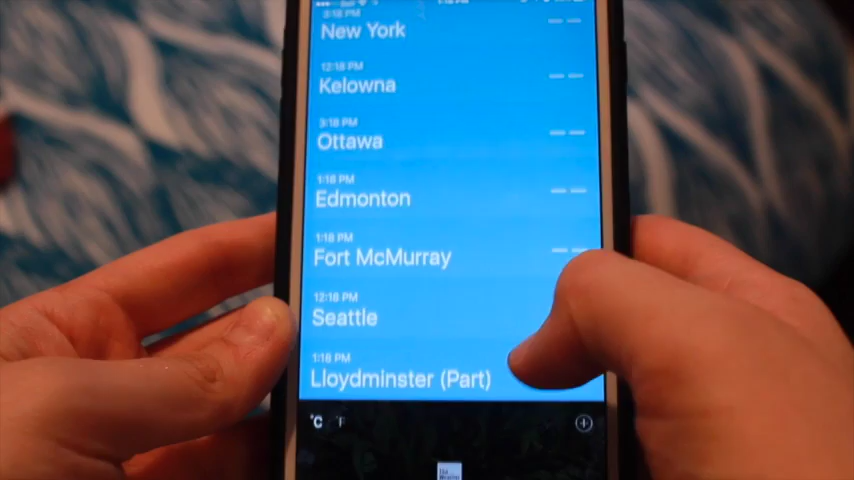 3:18 PM
New York
12:18 PM
Kelowna
3:18 PM
Ottawa
1:18 PM
Edmonton
1:18 PM
Fort McMurray
12:18 PM
Seattle
1:18 PM
Lloydminster (Part)
°C °F